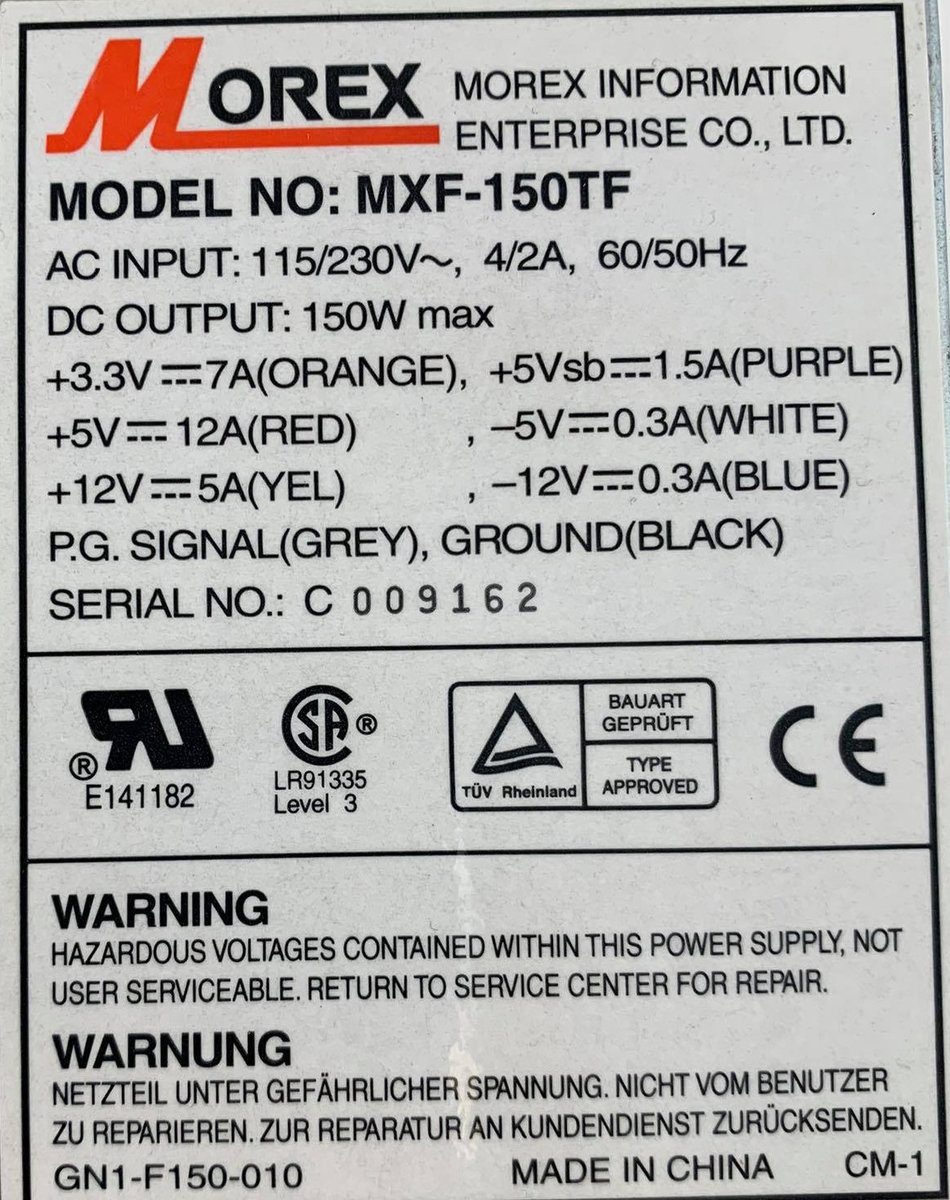 MOREX
MOREX INFORMATION
ENTERPRISE CO., LTD.
MODEL NO: MXF-150TF
AC INPUT: 115/230V~, 4/2A, 60/50Hz
DC OUTPUT: 150W max
+3.3V⎓7A(ORANGE), +5Vsb⎓1.5A(PURPLE)
+5V⎓12A(RED) , –5V⎓0.3A(WHITE)
+12V⎓5A(YEL) , –12V⎓0.3A(BLUE)
P.G. SIGNAL(GREY), GROUND(BLACK)
SERIAL NO.: C 009162
RU ®
E141182
SA ®
LR91335
Level 3
TÜV Rheinland
BAUART
GEPRÜFT
TYPE
APPROVED
CE
WARNING
HAZARDOUS VOLTAGES CONTAINED WITHIN THIS POWER SUPPLY, NOT
USER SERVICEABLE. RETURN TO SERVICE CENTER FOR REPAIR.
WARNUNG
NETZTEIL UNTER GEFÄHRLICHER SPANNUNG. NICHT VOM BENUTZER
ZU REPARIEREN. ZUR REPARATUR AN KUNDENDIENST ZURÜCKSENDEN.
GN1-F150-010 MADE IN CHINA CM-1